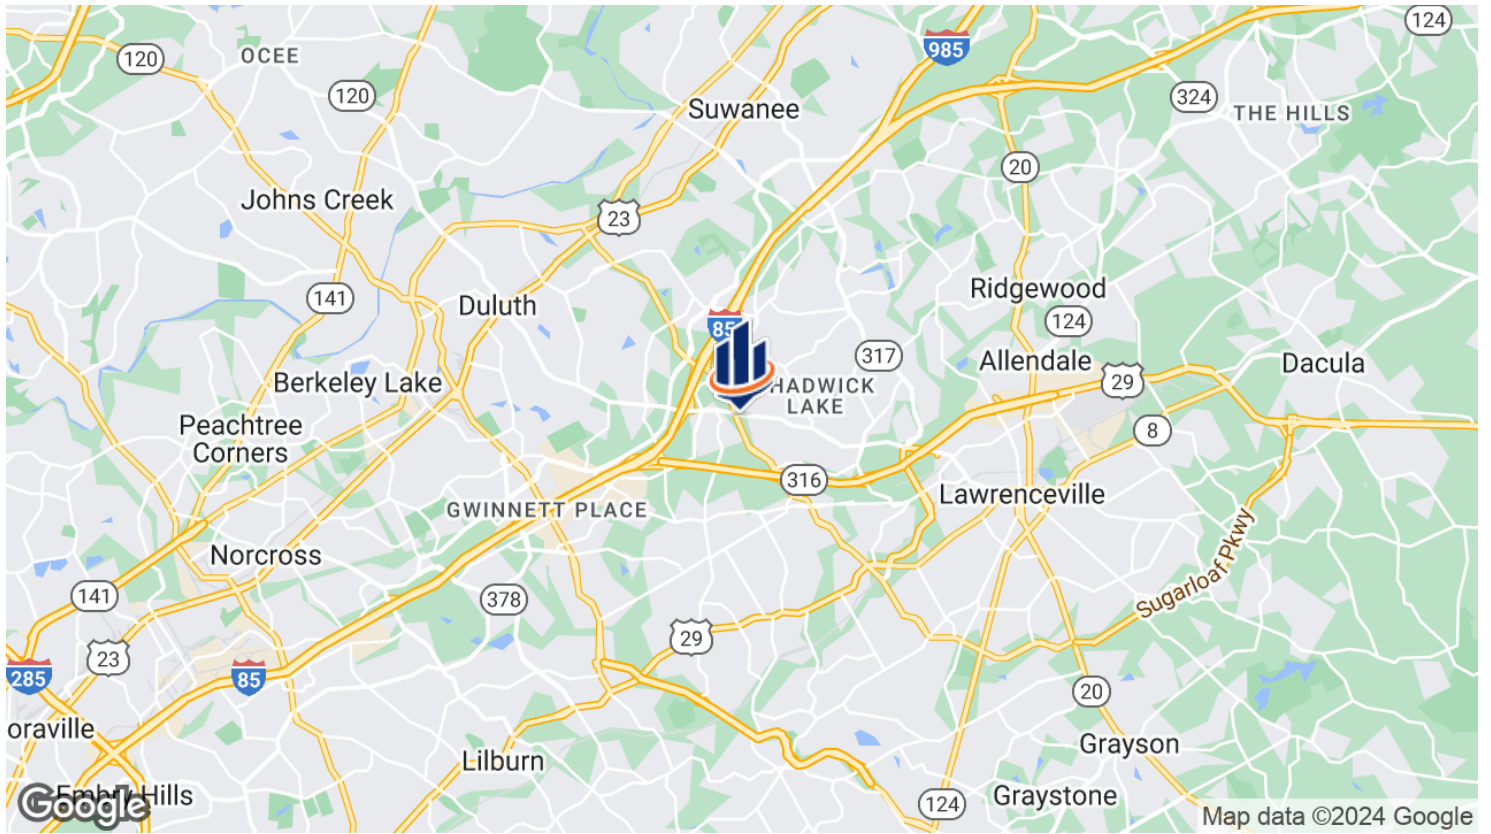 985
124
120
OCEE
120
324
Suwanee
THE HILLS
20
Johns Creek
23
Ridgewood
141
Duluth
124
85
317
Allendale
Dacula
29
Berkeley Lake
HADWICK
LAKE
Peachtree
Corners
8
316
Lawrenceville
GWINNETT PLACE
Norcross
Sugarloaf Pkwy
141
378
29
23
285
85
20
oraville
Grayson
Lilburn
Embry Hills
Google
Graystone
124
Map data ©2024 Google